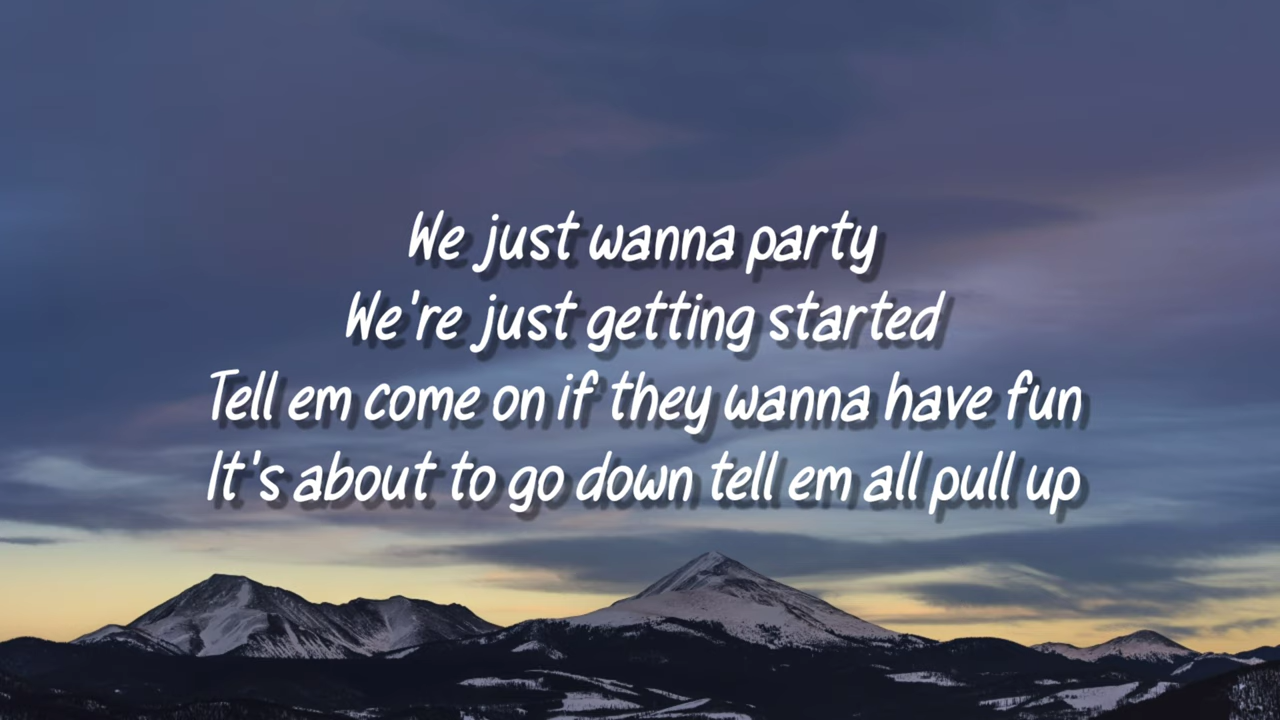 We just wanna party
We're just getting started
Tell em come on if they wanna have fun
It's about to go down tell em all pull up